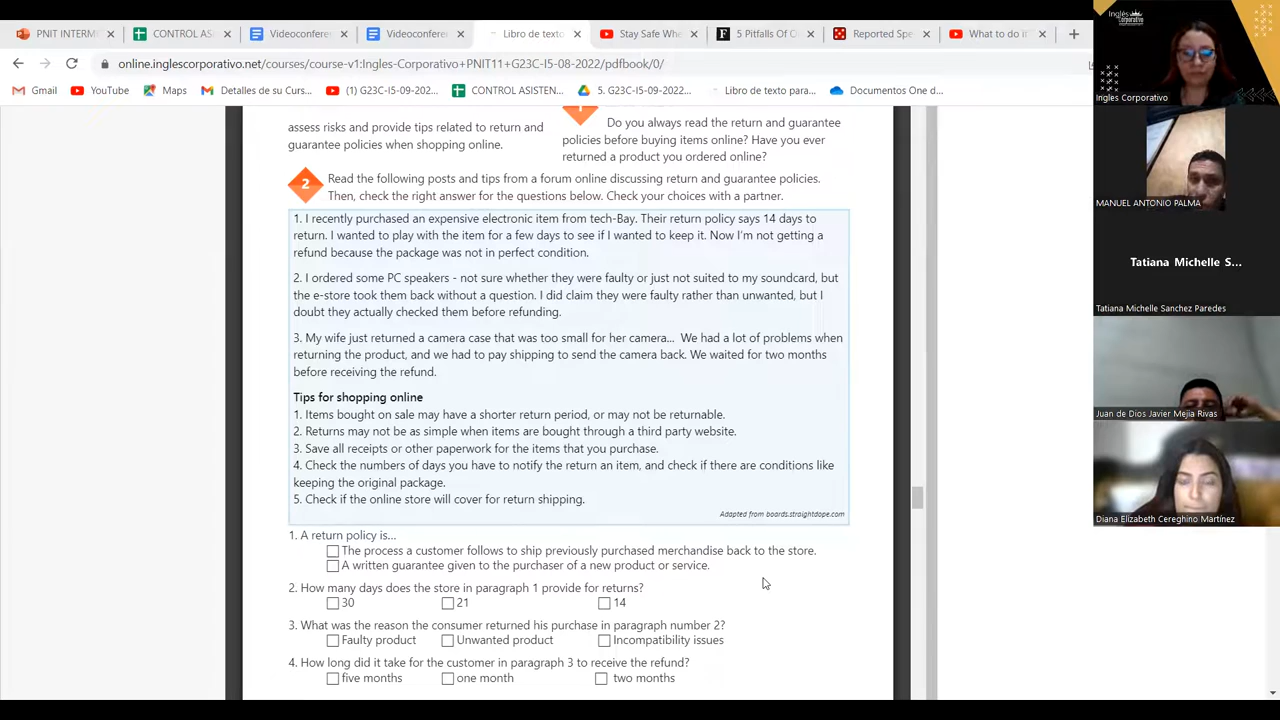 PNIT INTERMI
CONTROL AS
Videoconfere
Videoconfere
Libro de texto
Stay Safe Whe
5 Pitfalls Of O
Reported Spe
What to do if
online.inglescorporativo.net/courses/course-v1:Ingles-Corporativo+PNIT11+G23C-I5-08-2022/pdfbook/0/
Gmail
YouTube
Maps
Detalles de su Curs...
(1) G23C-I5-09-202...
CONTROL ASISTEN...
5. G23C-I5-09-2022...
Libro de texto para...
Documentos One d...
assess risks and provide tips related to return and
guarantee policies when shopping online.
1
Do you always read the return and guarantee
policies before buying items online? Have you ever
returned a product you ordered online?
2
Read the following posts and tips from a forum online discussing return and guarantee policies.
Then, check the right answer for the questions below. Check your choices with a partner.
1. I recently purchased an expensive electronic item from tech-Bay. Their return policy says 14 days to
return. I wanted to play with the item for a few days to see if I wanted to keep it. Now I'm not getting a
refund because the package was not in perfect condition.
2. I ordered some PC speakers - not sure whether they were faulty or just not suited to my soundcard, but
the e-store took them back without a question. I did claim they were faulty rather than unwanted, but I
doubt they actually checked them before refunding.
3. My wife just returned a camera case that was too small for her camera... We had a lot of problems when
returning the product, and we had to pay shipping to send the camera back. We waited for two months
before receiving the refund.
Tips for shopping online
1. Items bought on sale may have a shorter return period, or may not be returnable.
2. Returns may not be as simple when items are bought through a third party website.
3. Save all receipts or other paperwork for the items that you purchase.
4. Check the numbers of days you have to notify the return an item, and check if there are conditions like
keeping the original package.
5. Check if the online store will cover for return shipping.
Adapted from boards.straightdope.com
1. A return policy is...
The process a customer follows to ship previously purchased merchandise back to the store.
A written guarantee given to the purchaser of a new product or service.
2. How many days does the store in paragraph 1 provide for returns?
30 21 14
3. What was the reason the consumer returned his purchase in paragraph number 2?
Faulty product Unwanted product Incompatibility issues
4. How long did it take for the customer in paragraph 3 to receive the refund?
five months one month two months
Inglés
Corporativo
Ingles Corporativo
MANUEL ANTONIO PALMA
Tatiana Michelle S...
Tatiana Michelle Sanchez Paredes
Juan de Dios Javier Mejia Rivas
Diana Elizabeth Cereghino Martínez